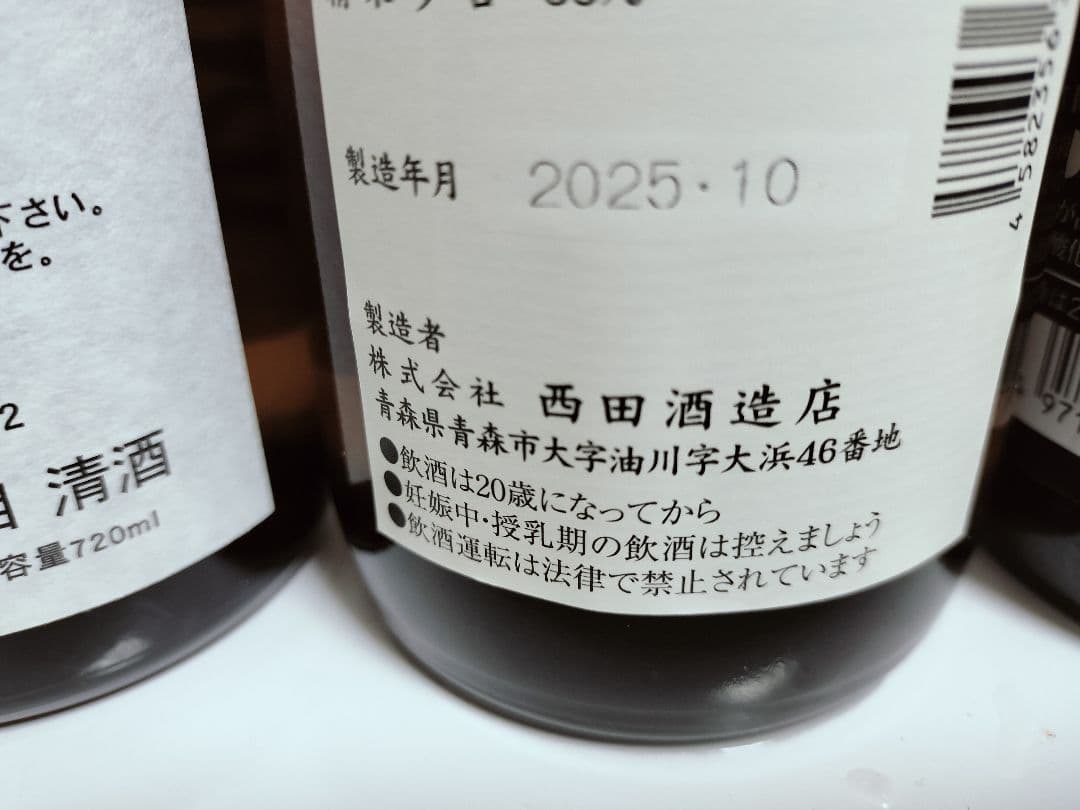 下さい。
を。
2
清酒
容量720ml
製造年月 2025・10
製造者
株式会社 西田酒造店
青森県青森市大字油川字大浜46番地
●飲酒は20歳になってから
●妊娠中・授乳期の飲酒は控えましょう
●飲酒運転は法律で禁止されています